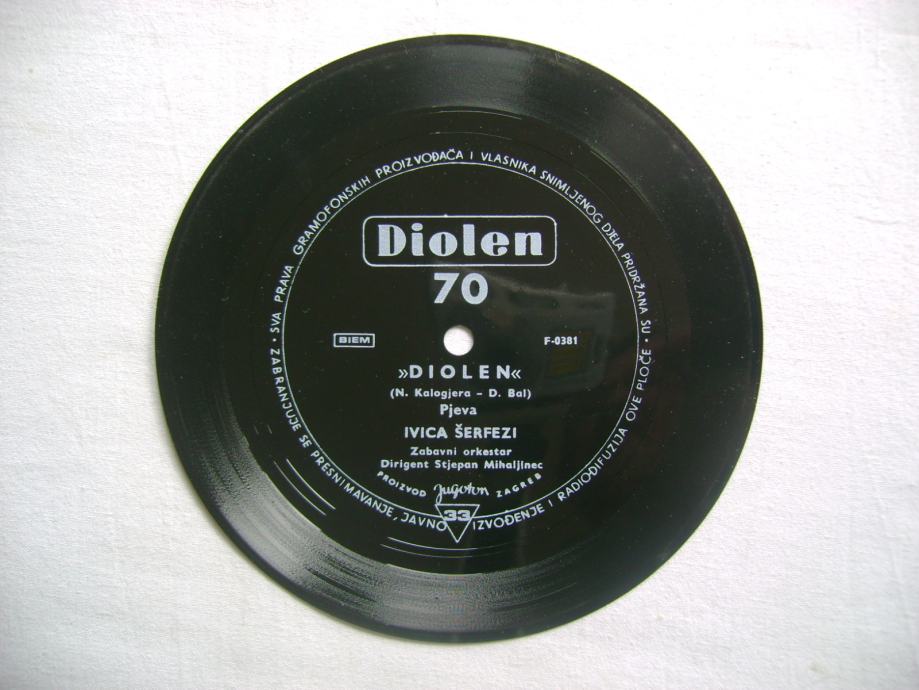 Diolen
70
BIEM
F-0381
»DIOLEN«
(N. Kalogjera - D. Bal)
Pjeva
IVICA ŠERFEZI
Zabavni orkestar
Dirigent Stjepan Mihaljinec
PROIZVOD Jugoton ZAGREB
33
• SVA PRAVA GRAMOFONSKIH PROIZVOĐAČA I VLASNIKA SNIMLJENOG DJELA PRIDRŽANA SU • ZABRANJUJE SE PRESNIMAVANJE, JAVNO IZVOĐENJE I RADIODIFUZIJA OVE PLOČE